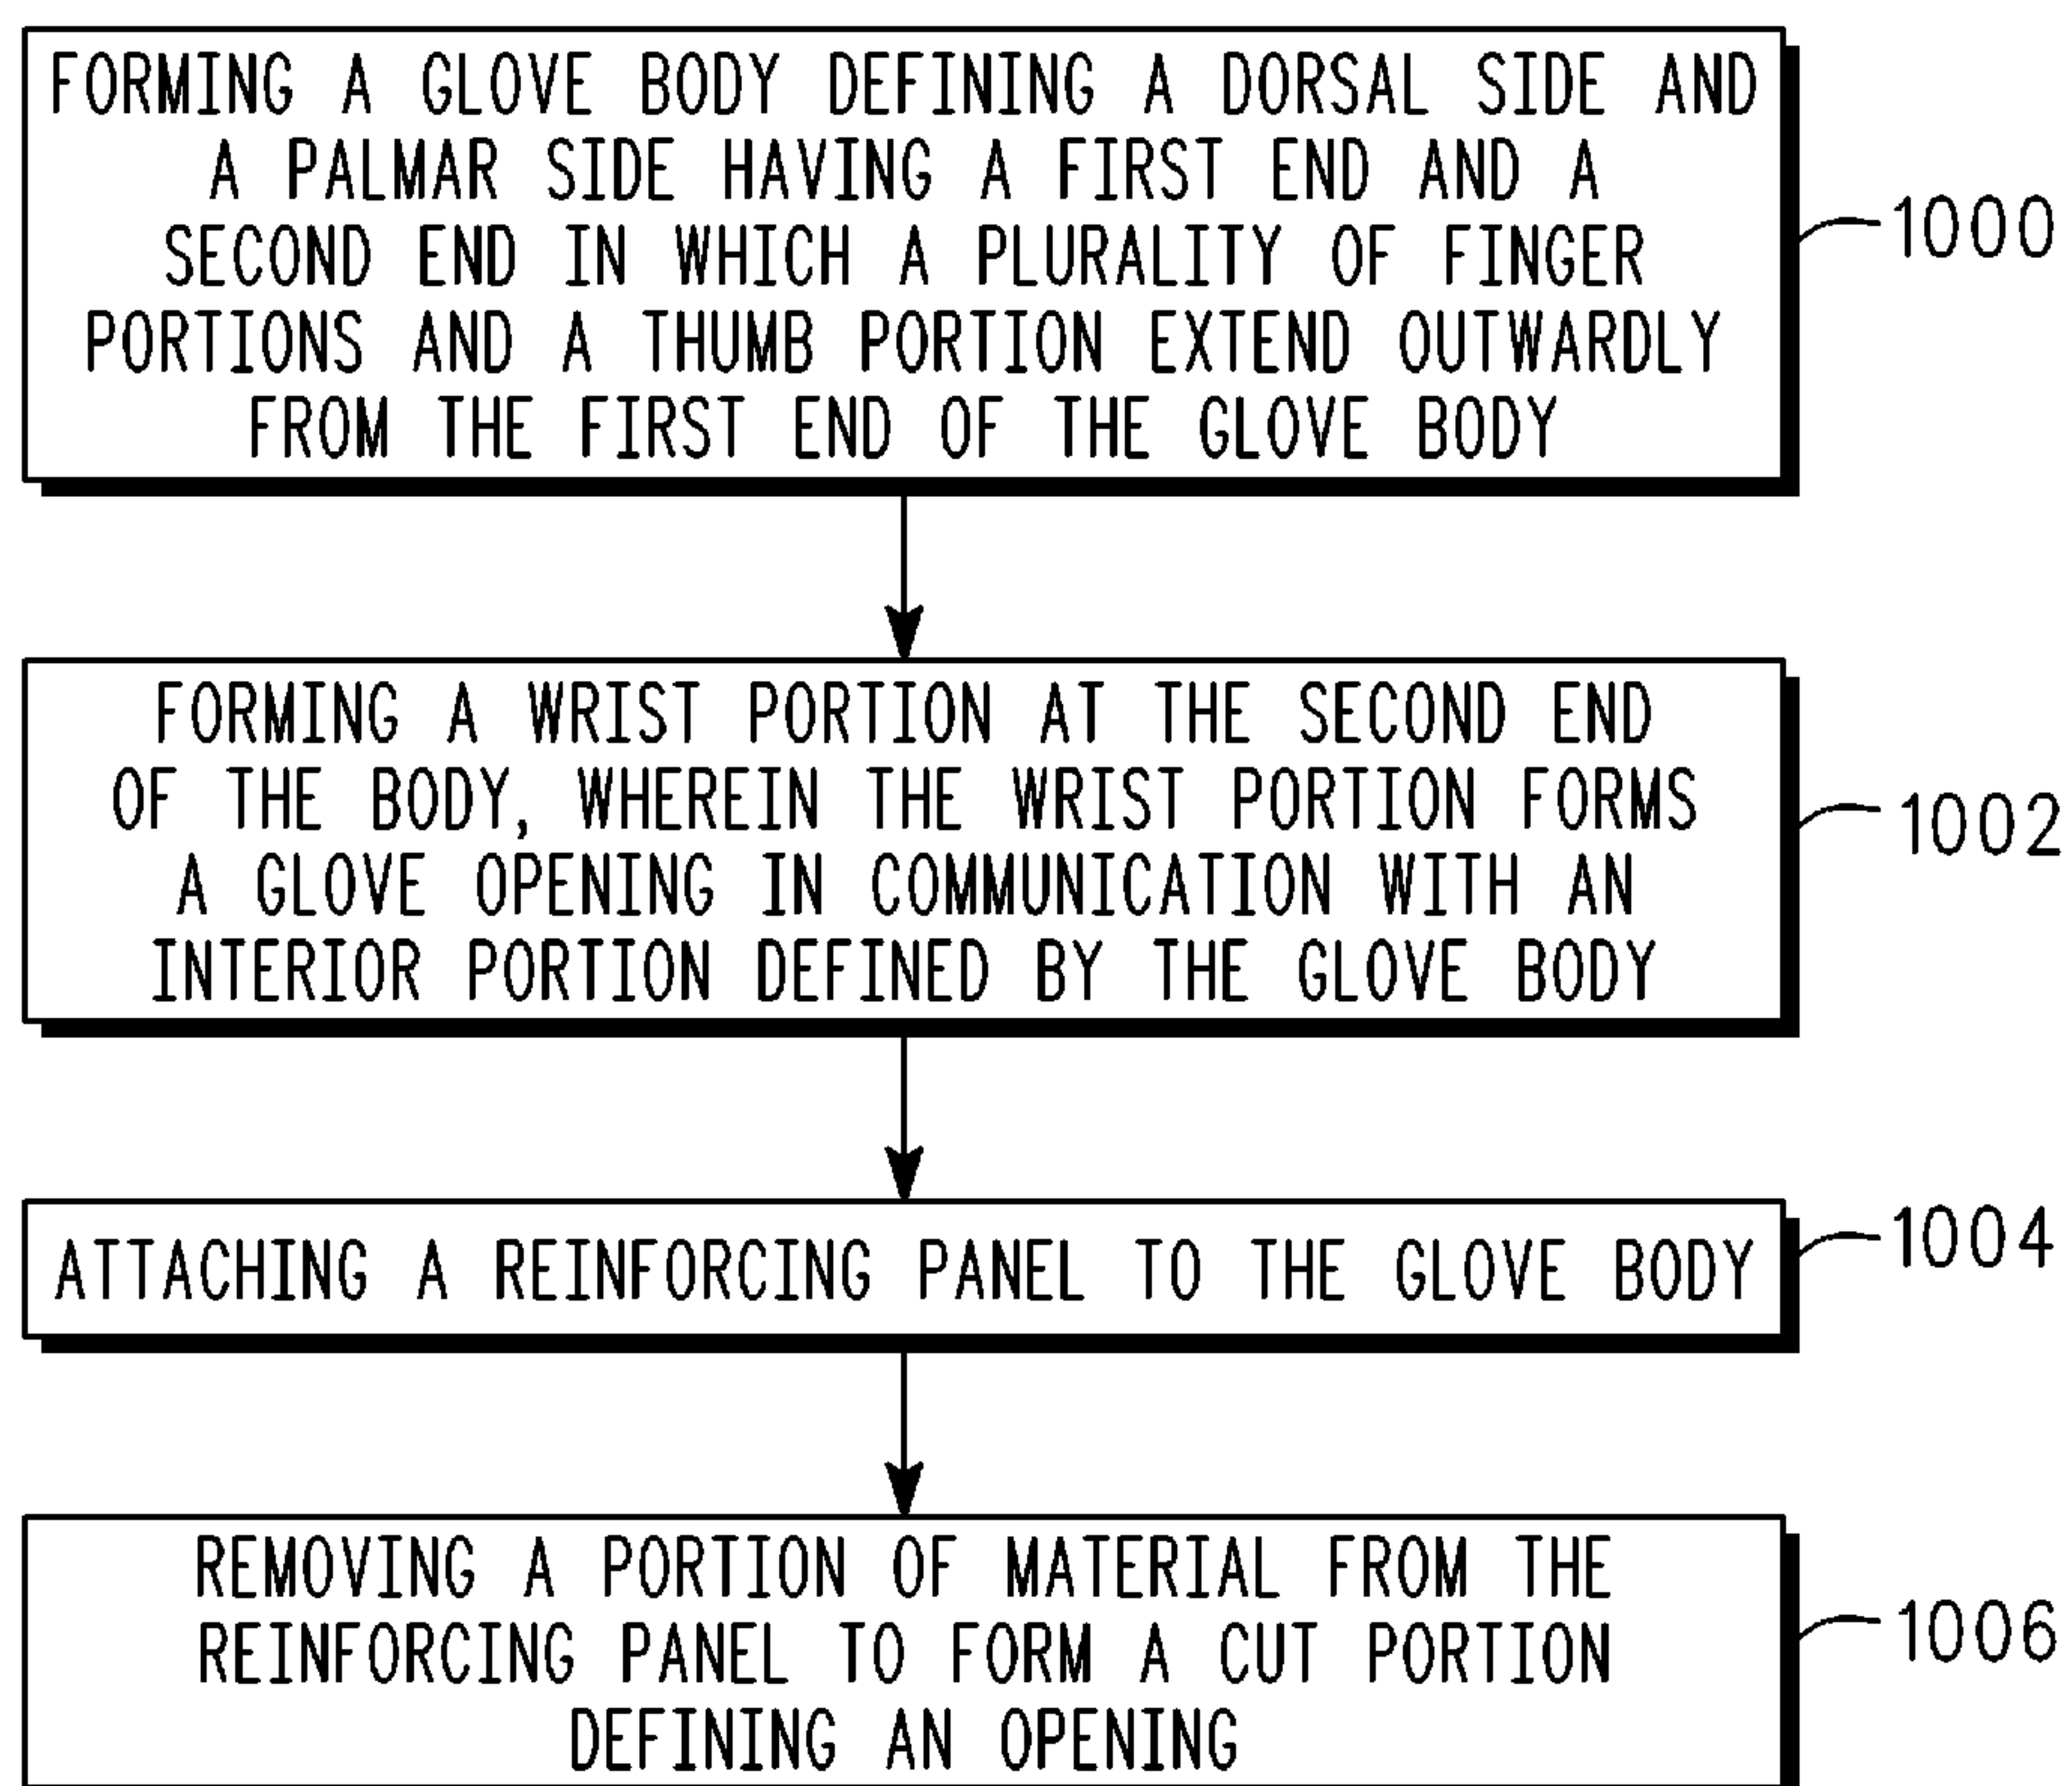 FORMING A GLOVE BODY DEFINING A DORSAL SIDE AND
A PALMAR SIDE HAVING A FIRST END AND A
SECOND END IN WHICH A PLURALITY OF FINGER
PORTIONS AND A THUMB PORTION EXTEND OUTWARDLY
FROM THE FIRST END OF THE GLOVE BODY
1000
FORMING A WRIST PORTION AT THE SECOND END
OF THE BODY, WHEREIN THE WRIST PORTION FORMS
A GLOVE OPENING IN COMMUNICATION WITH AN
INTERIOR PORTION DEFINED BY THE GLOVE BODY
1002
ATTACHING A REINFORCING PANEL TO THE GLOVE BODY
1004
REMOVING A PORTION OF MATERIAL FROM THE
REINFORCING PANEL TO FORM A CUT PORTION
DEFINING AN OPENING
1006